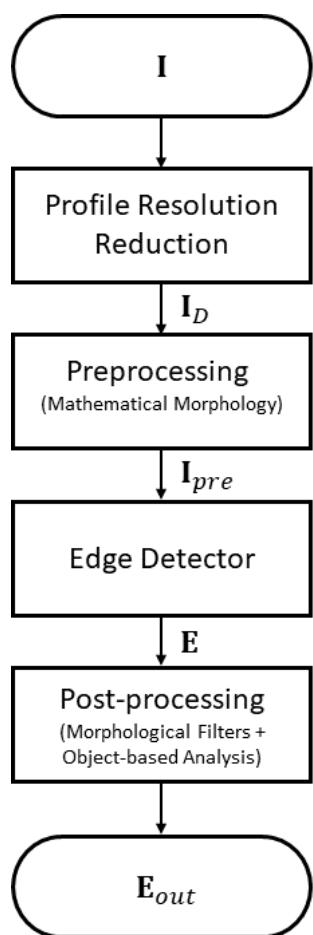 I
Profile Resolution
Reduction
I_D
Preprocessing
(Mathematical Morphology)
I_pre
Edge Detector
E
Post-processing
(Morphological Filters +
Object-based Analysis)
E_out